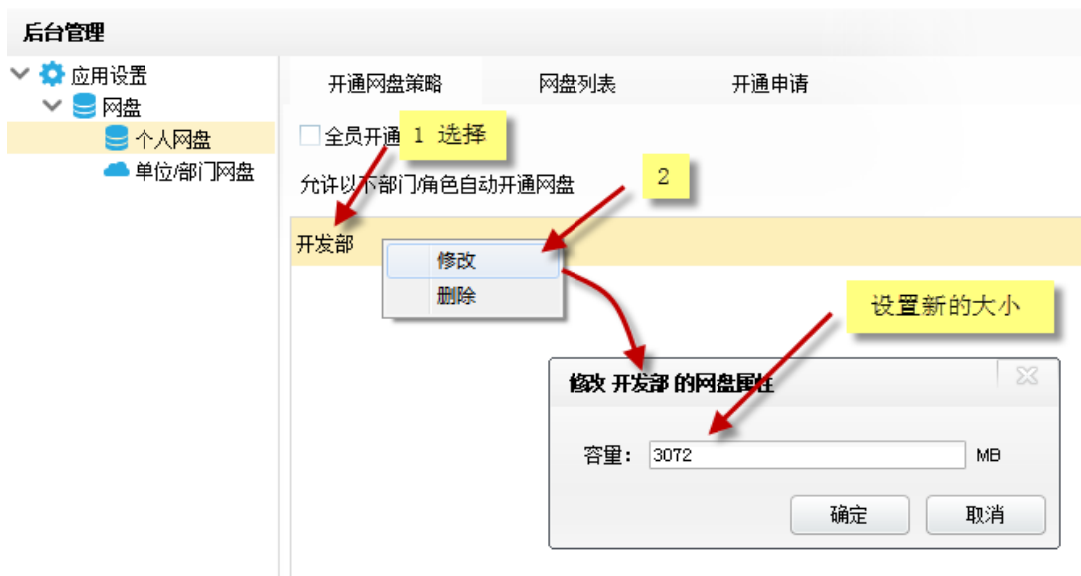 后台管理
应用设置
网盘
个人网盘
单位/部门网盘
开通网盘策略 网盘列表 开通申请
全员开通
1 选择
允许以下部门/角色自动开通网盘
2
开发部
修改
删除
设置新的大小
修改 开发部 的网盘属性
容量: 3072 MB
确定 取消